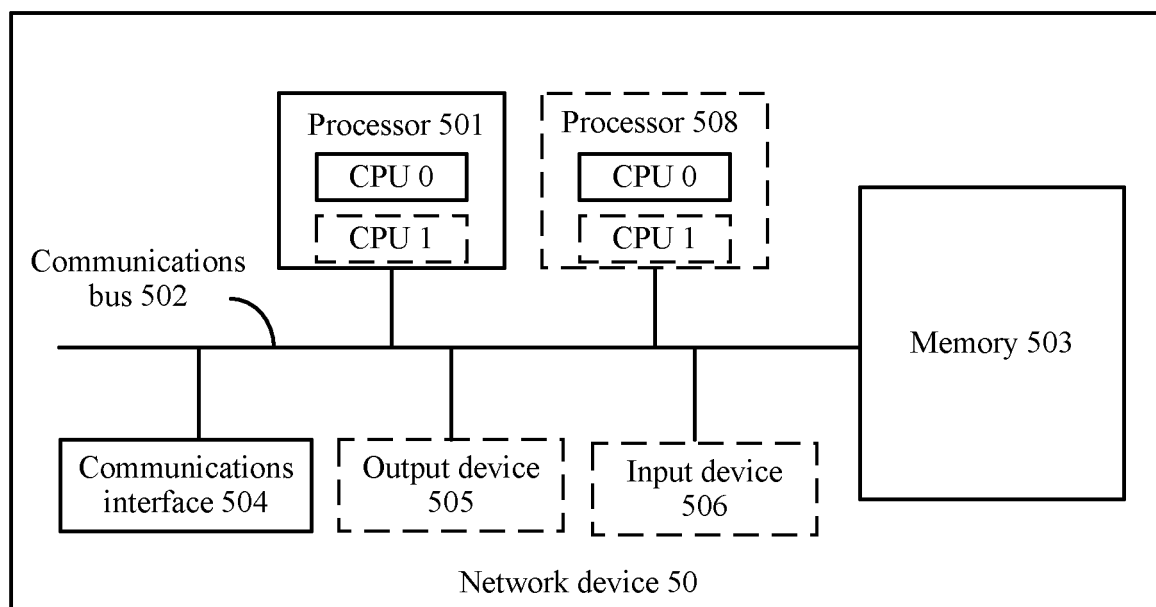 Processor 501
CPU 0
CPU 1
Processor 508
CPU 0
CPU 1
Communications
bus 502
Memory 503
Communications
interface 504
Output device
505
Input device
506
Network device 50